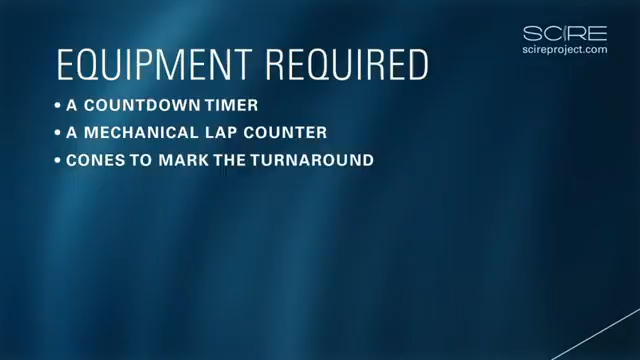 SCIRE
scireproject.com
EQUIPMENT REQUIRED
• A COUNTDOWN TIMER
• A MECHANICAL LAP COUNTER
• CONES TO MARK THE TURNAROUND